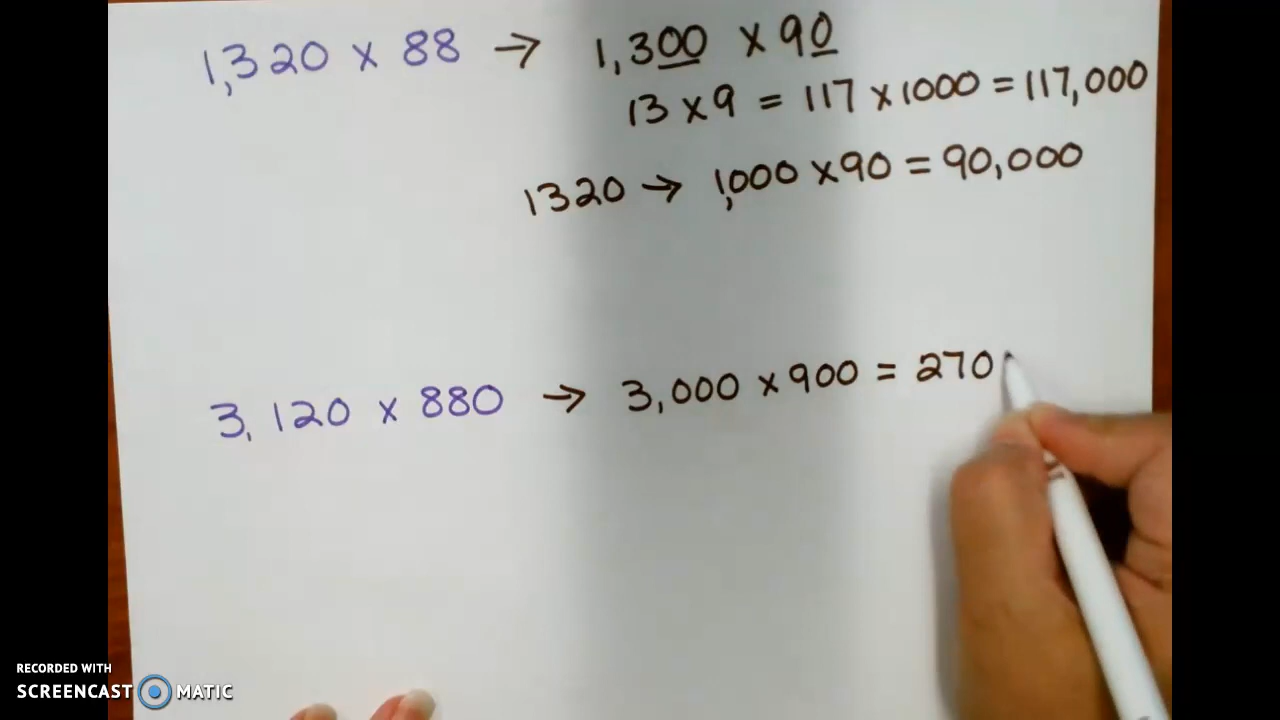 1,320 x 88 → 1,300 x 90
13 x 9 = 117 x 1000 = 117,000
1320 → 1,000 x 90 = 90,000
3,120 x 880 → 3,000 x 900 = 270
RECORDED WITH
SCREENCAST MATIC